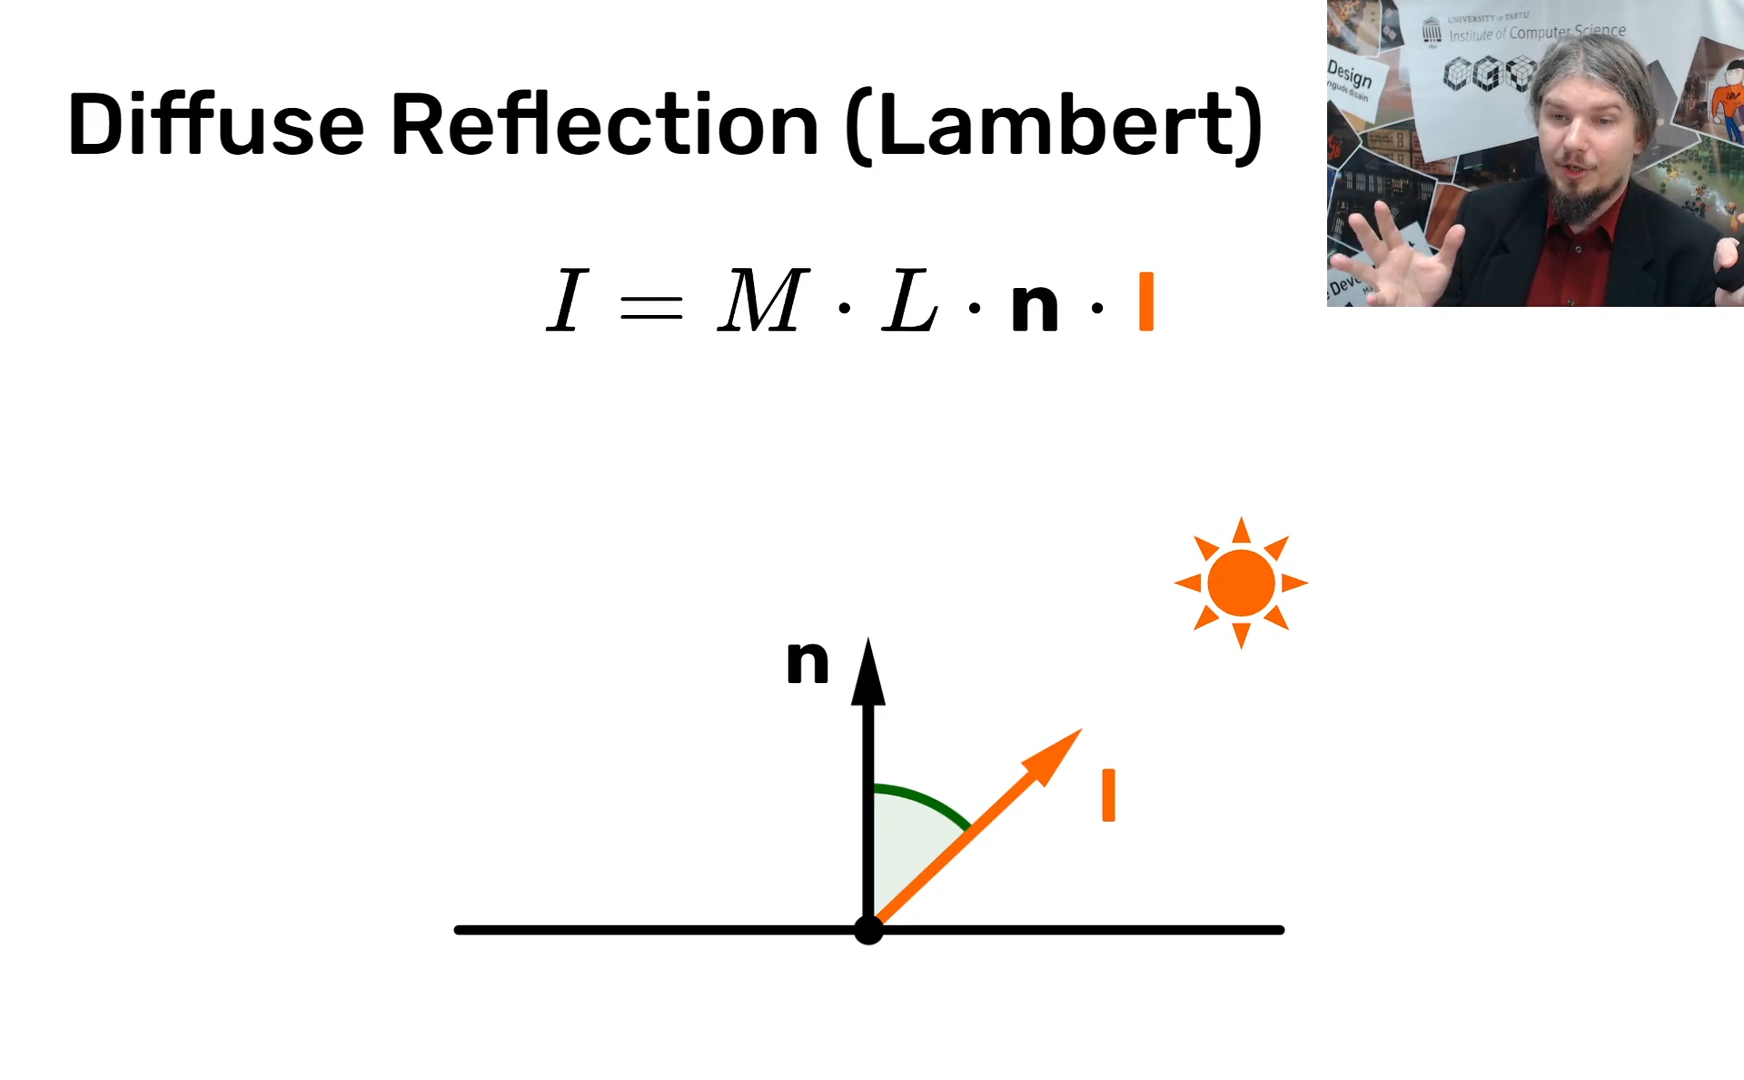 UNIVERSITY OF TARTU
Institute of Computer Science
Design
Diffuse Reflection (Lambert)
I = M · L · n · l
n
l